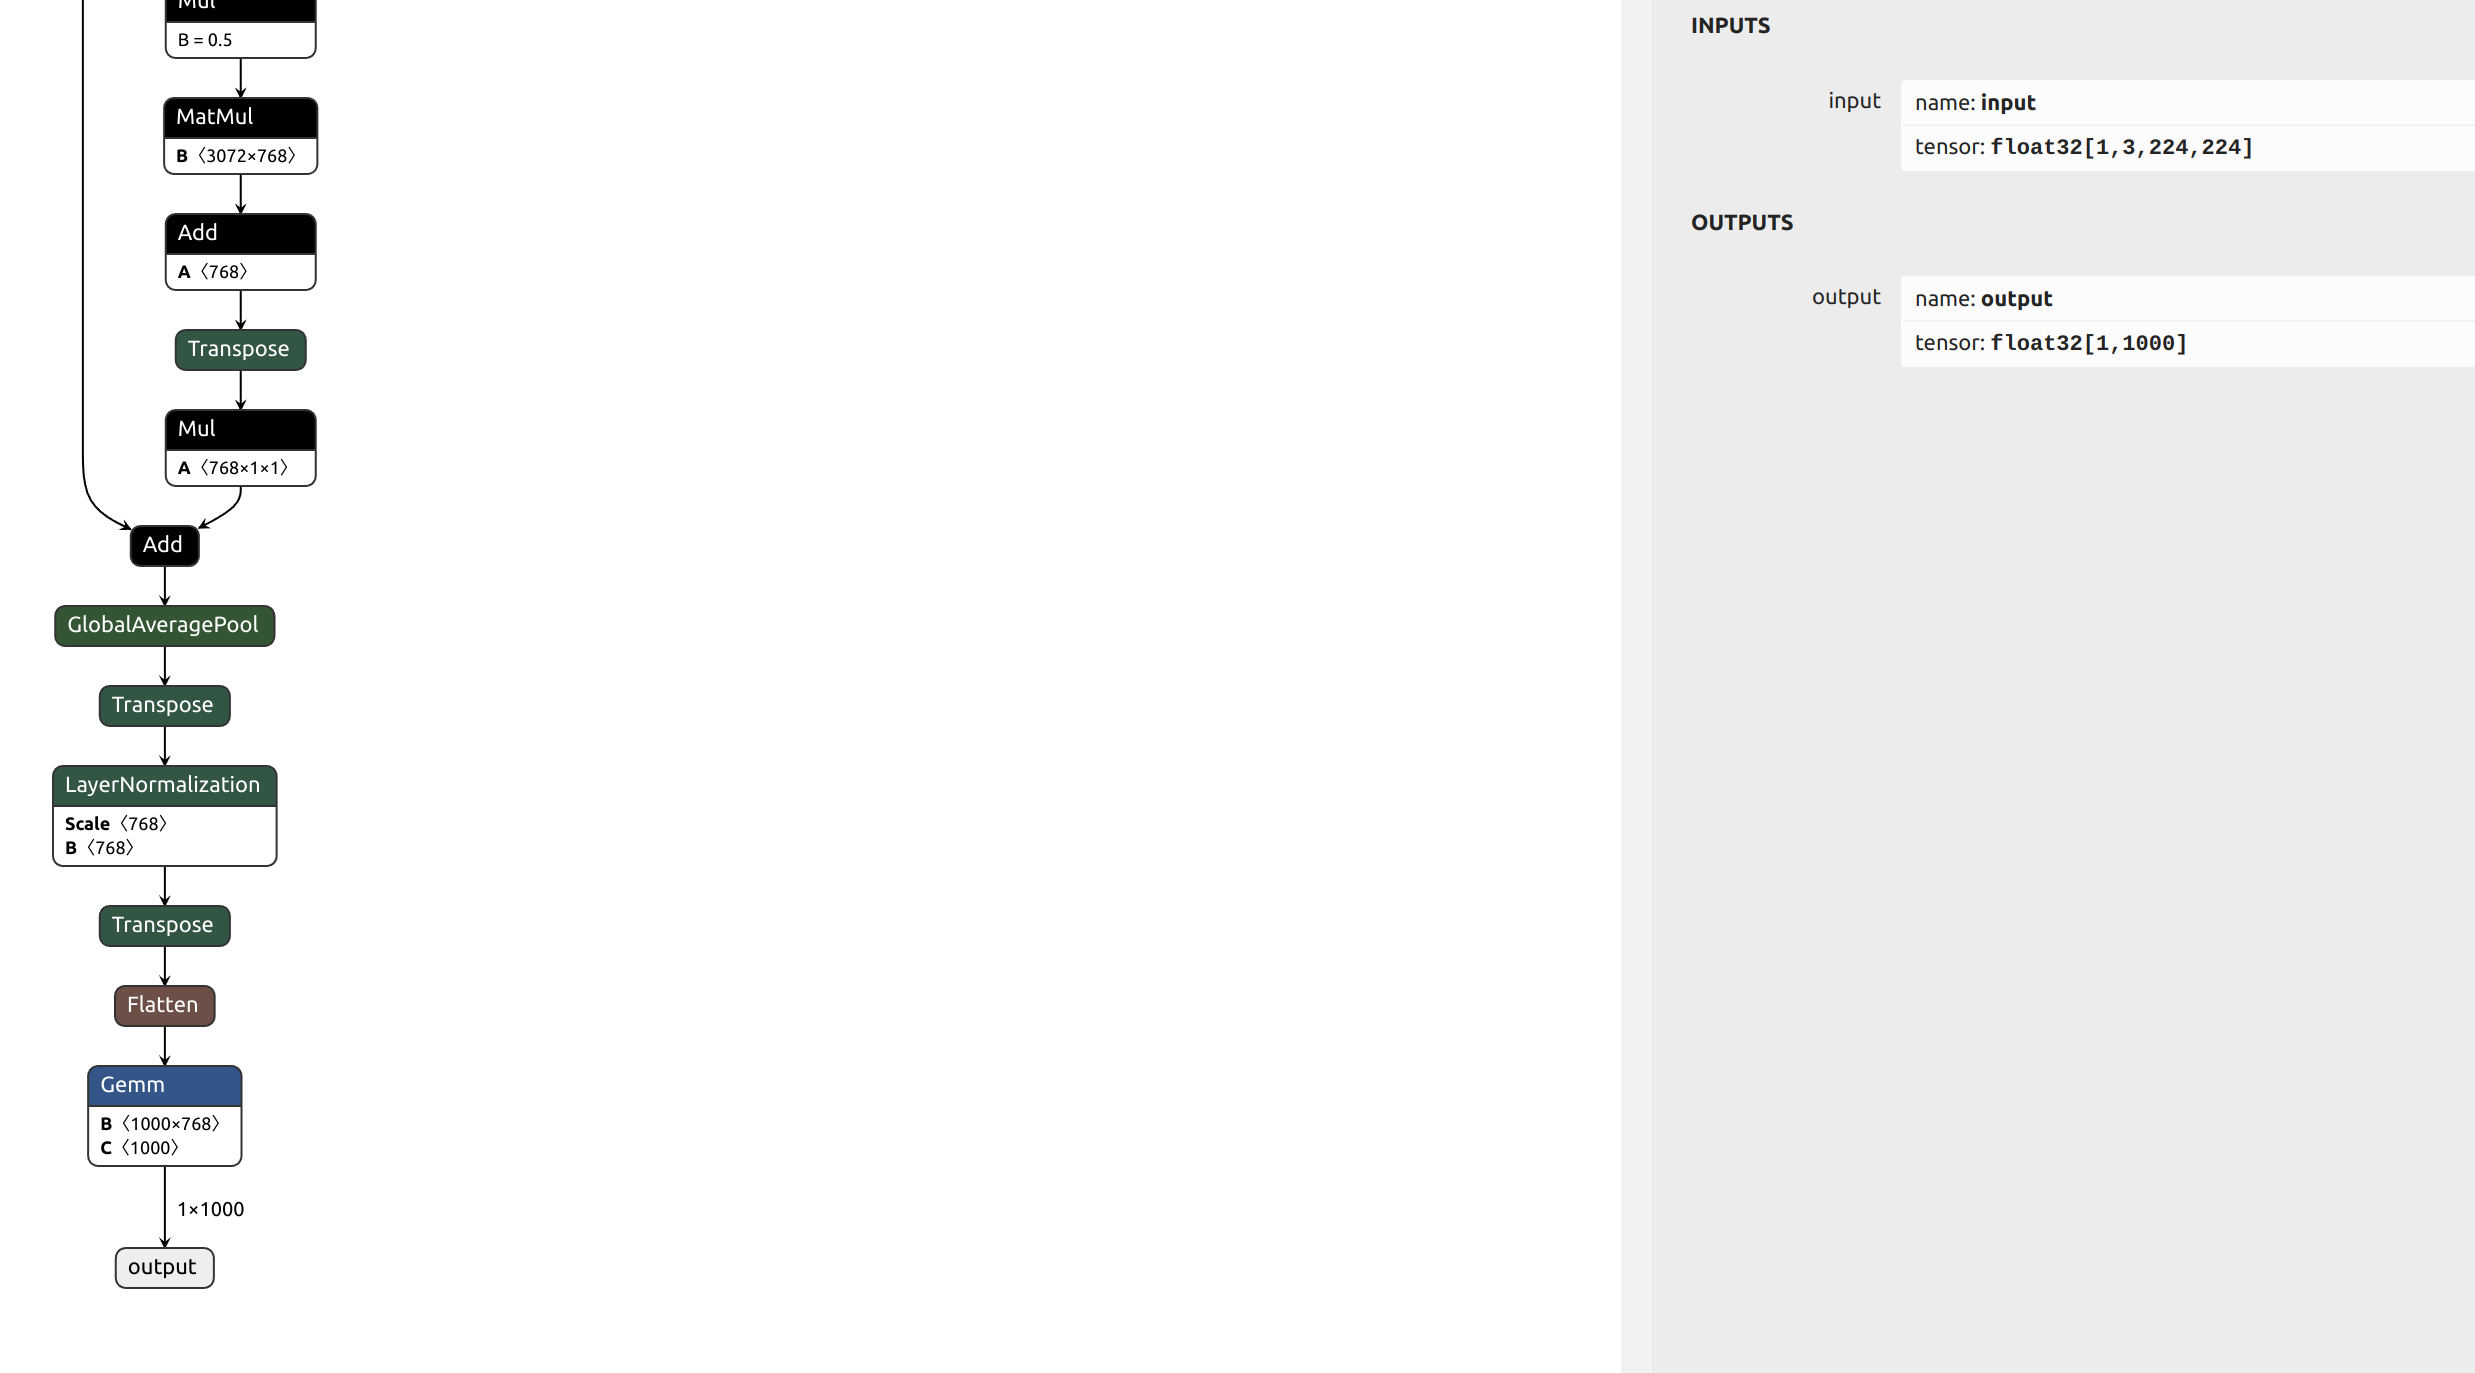 Mul
B = 0.5
MatMul
B 〈3072×768〉
Add
A 〈768〉
Transpose
Mul
A 〈768×1×1〉
Add
GlobalAveragePool
Transpose
LayerNormalization
Scale 〈768〉
B 〈768〉
Transpose
Flatten
Gemm
B 〈1000×768〉
C 〈1000〉
1×1000
output
INPUTS
input
name: input
tensor: float32[1,3,224,224]
OUTPUTS
output
name: output
tensor: float32[1,1000]